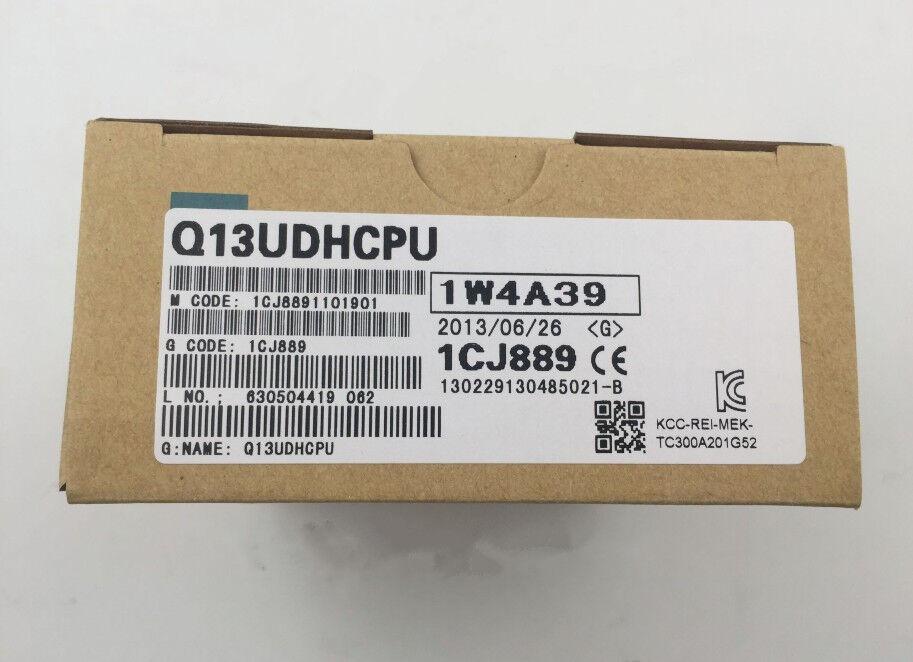 Q13UDHCPU
M CODE: 1CJ8891101901
G CODE: 1CJ889
L NO.; 630504419 062
G:NAME: Q13UDHCPU
1W4A39
2013/06/26 <G>
1CJ889 CE
130229130485021-B
KCC-REI-MEK-
TC300A201G52